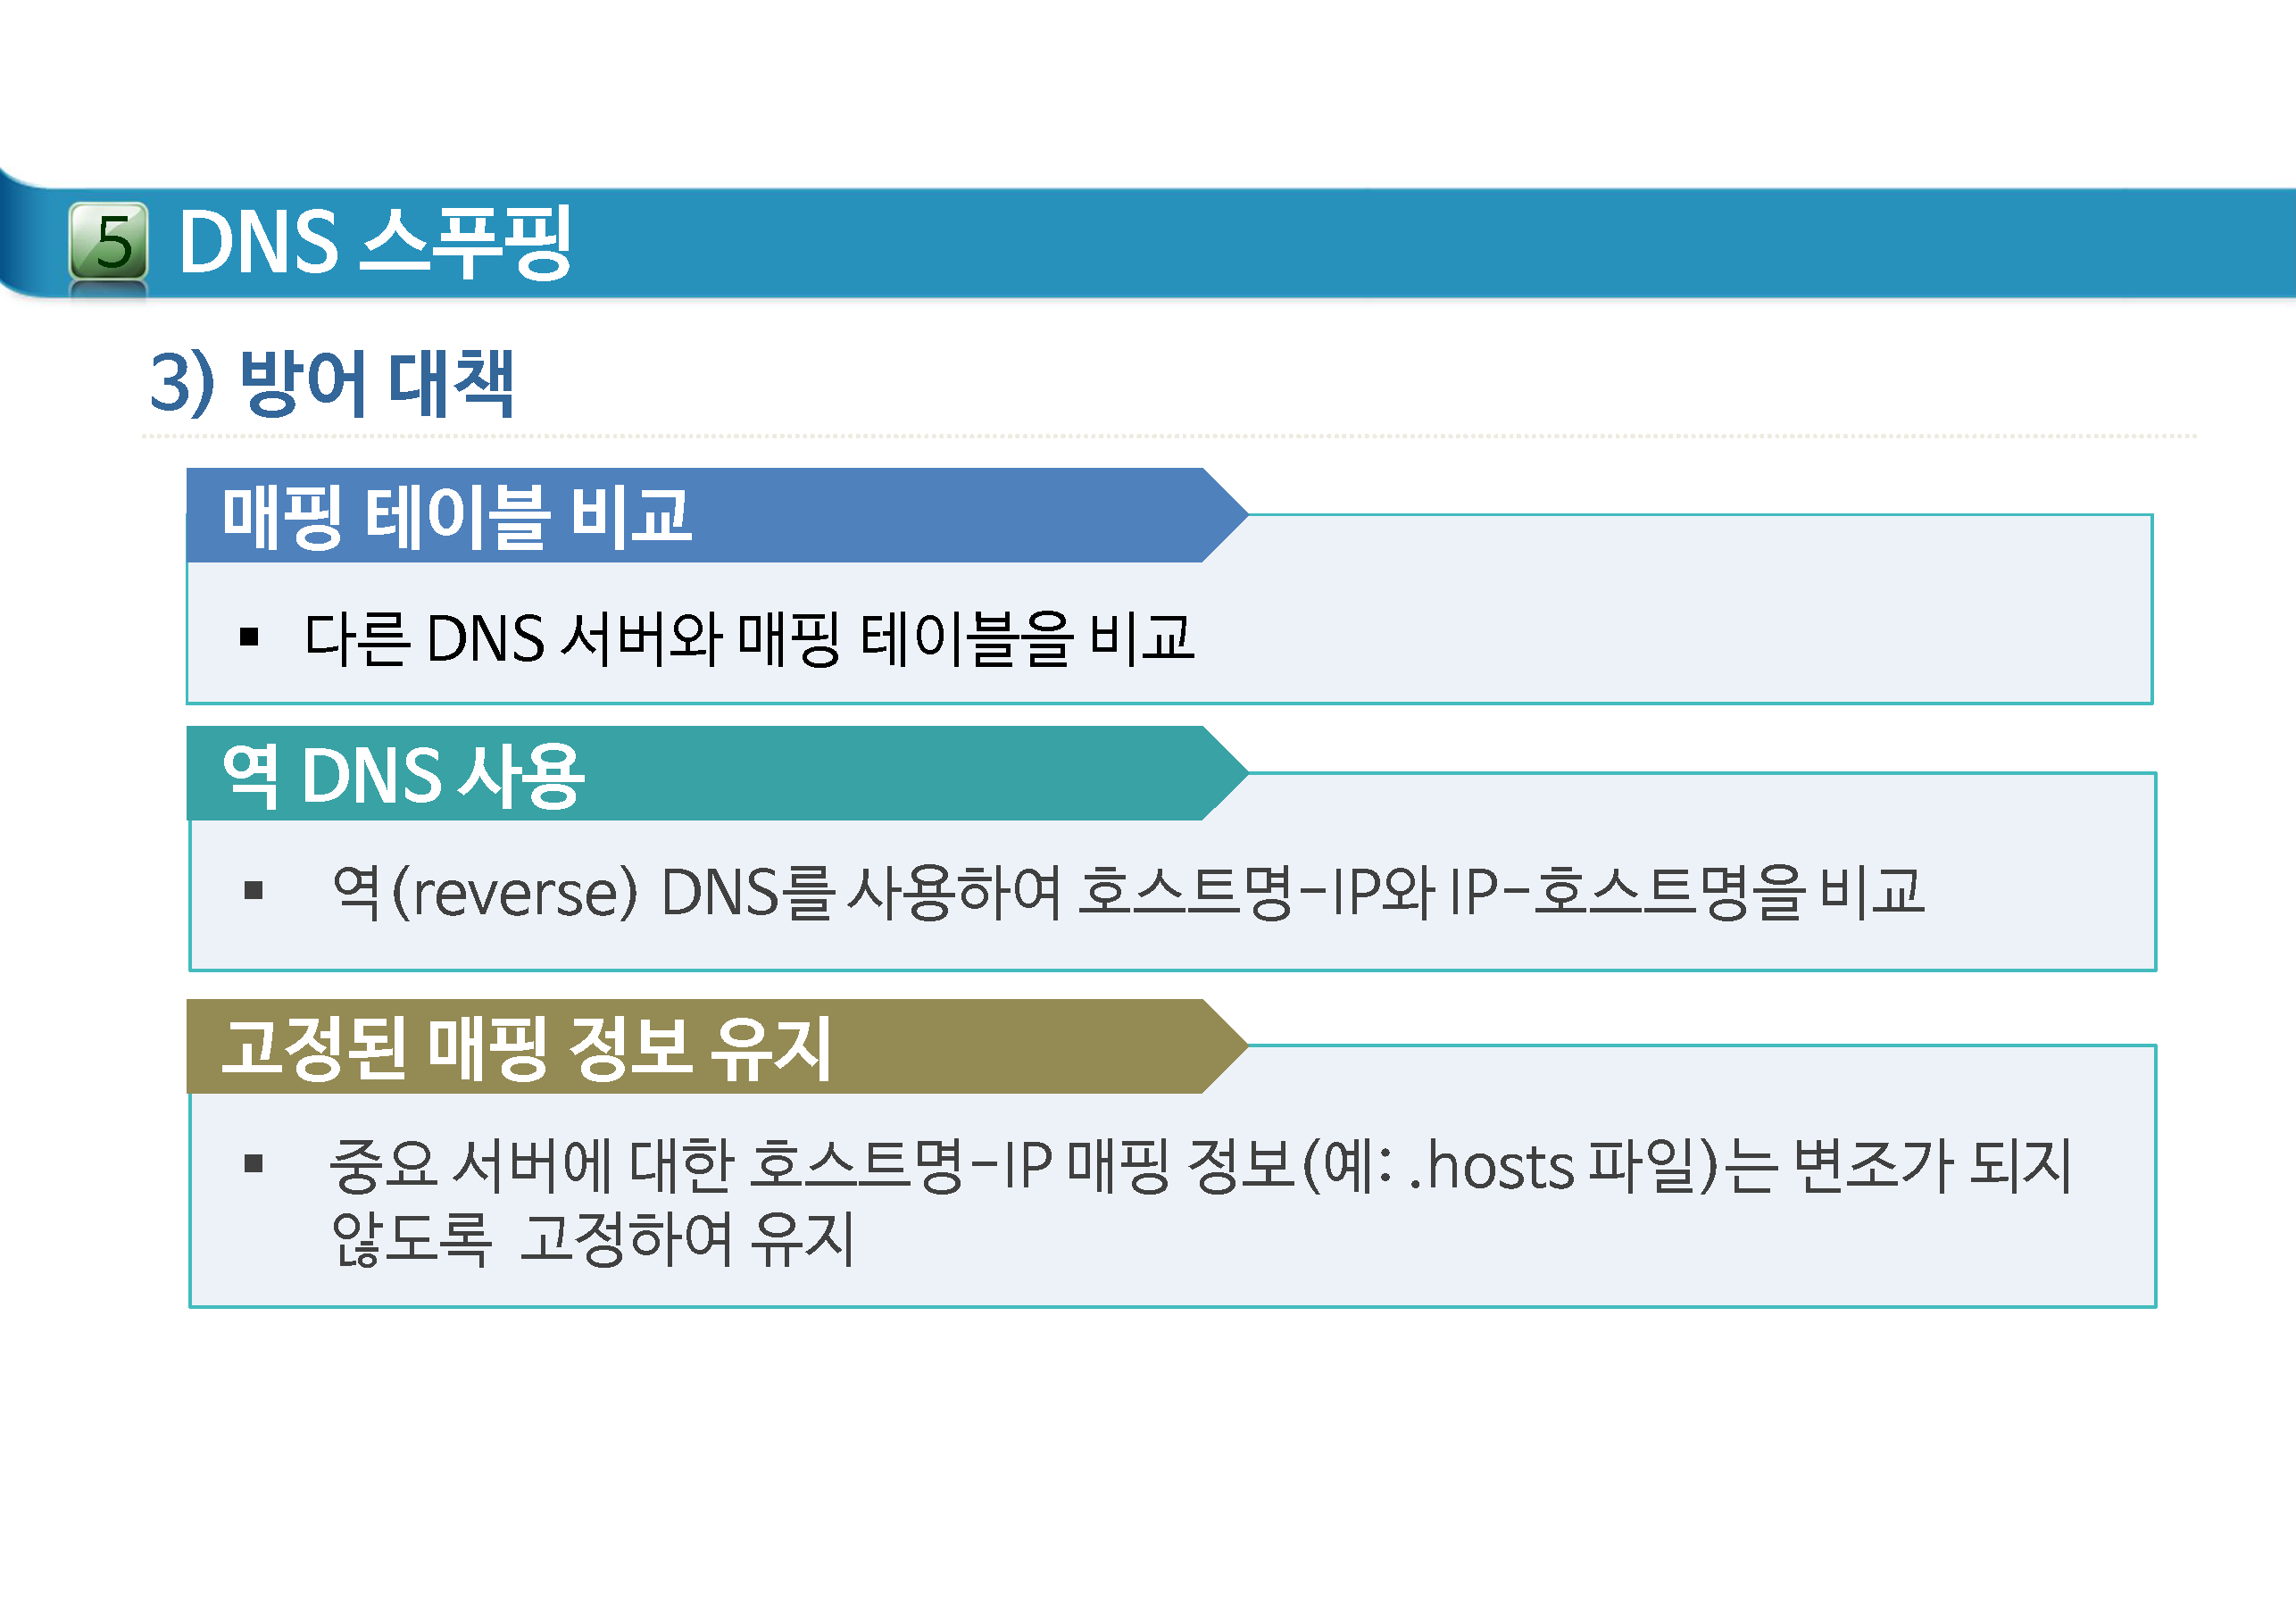 5 DNS 스푸핑
3) 방어 대책
매핑 테이블 비교
▪ 다른 DNS 서버와 매핑 테이블을 비교
역 DNS 사용
▪ 역(reverse) DNS를 사용하여 호스트명-IP와 IP-호스트명을 비교
고정된 매핑 정보 유지
▪ 중요 서버에 대한 호스트명-IP 매핑 정보(예: .hosts 파일)는 변조가 되지
않도록 고정하여 유지